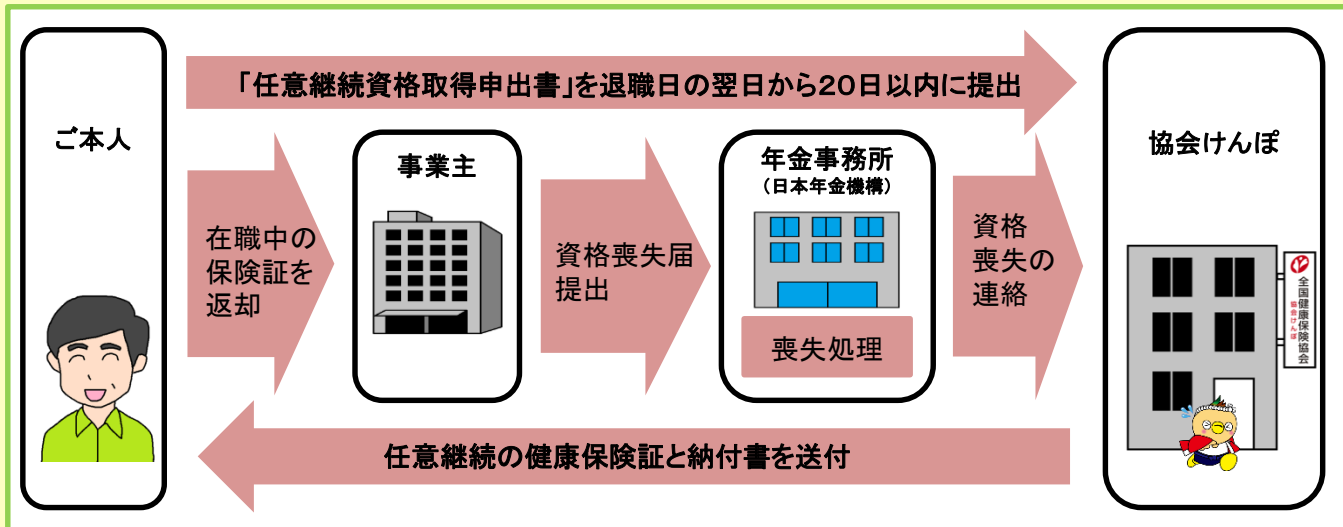 「任意継続資格取得申出書」を退職日の翌日から20日以内に提出
ご本人
在職中の
保険証を
返却
事業主
資格喪失届
提出
年金事務所
(日本年金機構)
喪失処理
資格
喪失の
連絡
協会けんぽ
全国健康保険協会
協会けんぽ
任意継続の健康保険証と納付書を送付